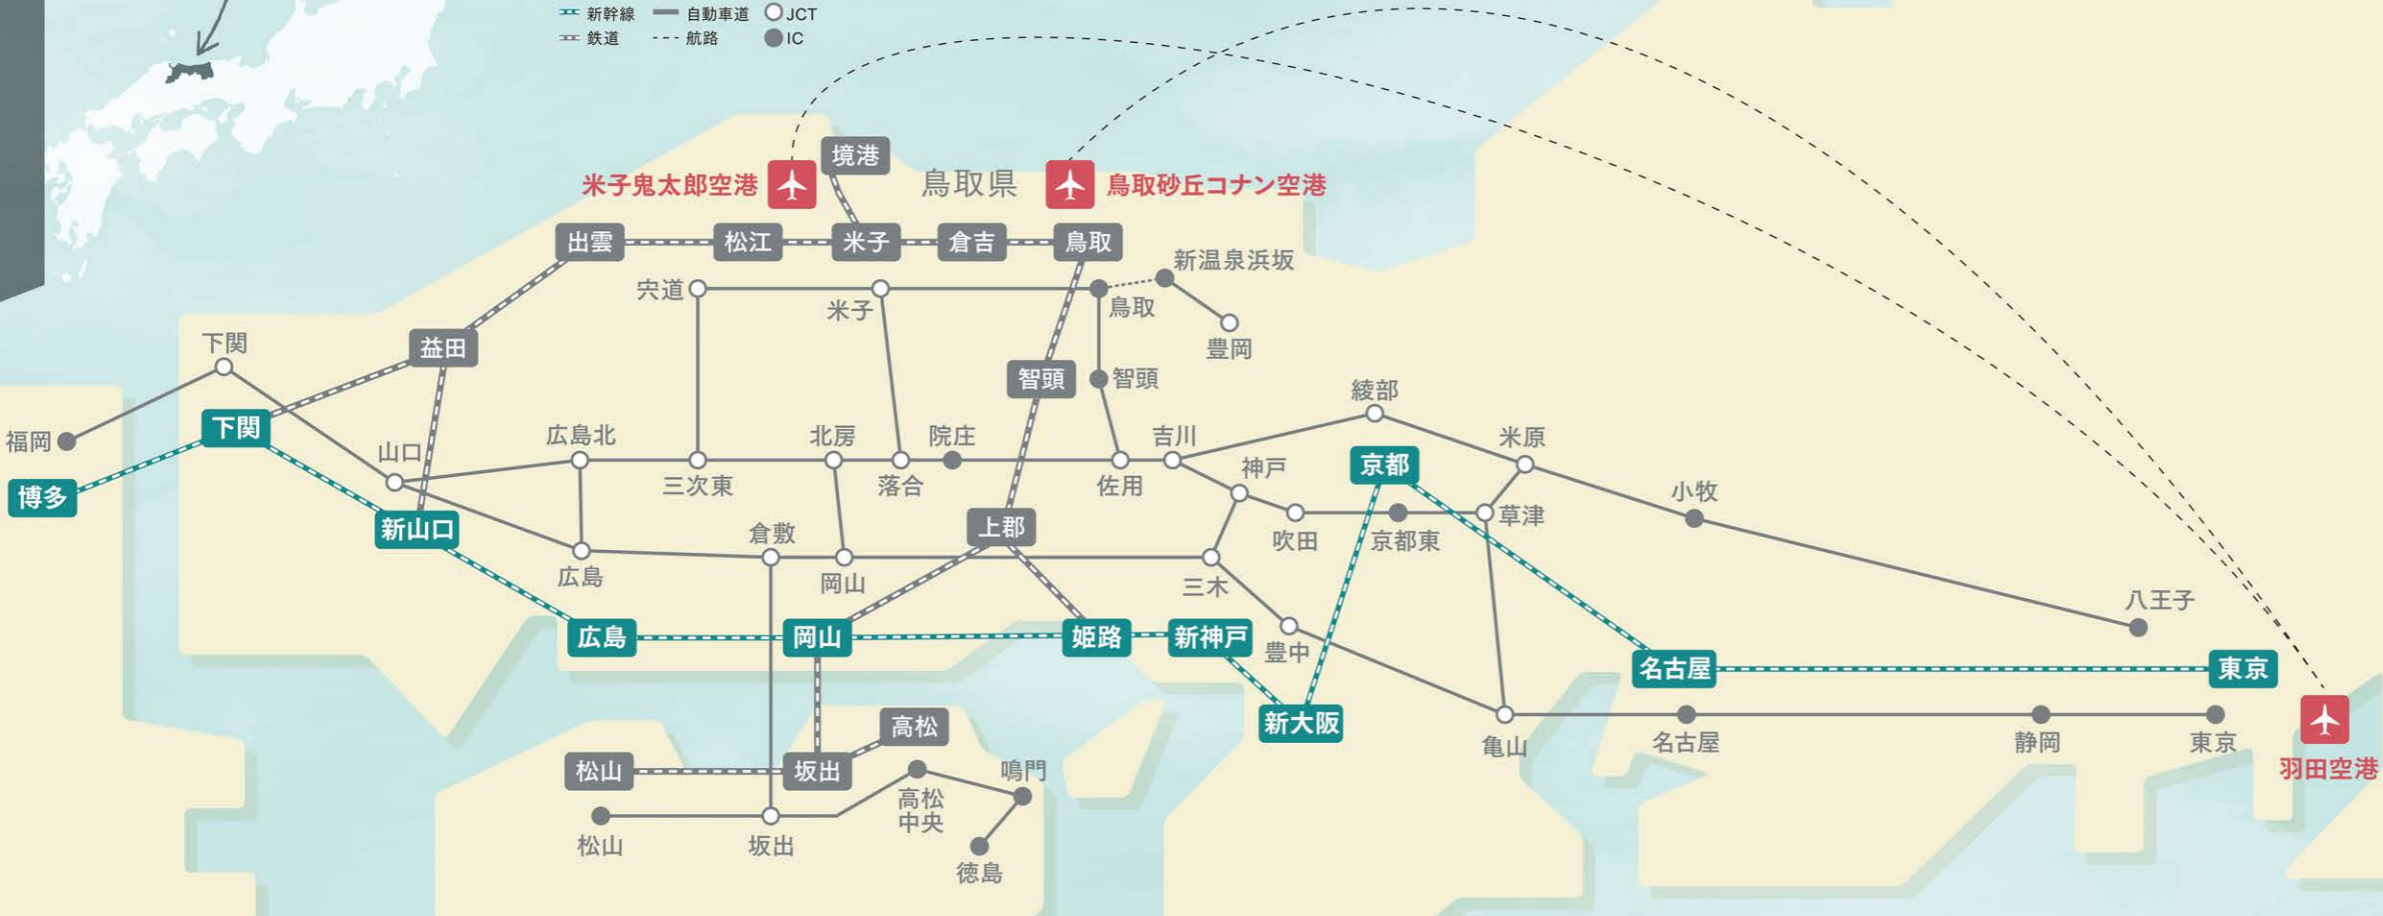 新幹線
自動車道
JCT
鉄道
航路
IC
境港
米子鬼太郎空港
鳥取県
鳥取砂丘コナン空港
出雲
松江
米子
倉吉
鳥取
新温泉浜坂
宍道
米子
鳥取
豊岡
下関
益田
智頭
智頭
綾部
下関
福岡
山口
広島北
北房
院庄
吉川
米原
神戸
京都
三次東
落合
佐用
小牧
博多
新山口
倉敷
上郡
吹田
京都東
草津
広島
岡山
三木
八王子
広島
岡山
姫路
新神戸
豊中
名古屋
東京
新大阪
高松
亀山
名古屋
静岡
東京
羽田空港
松山
坂出
鳴門
高松
中央
松山
坂出
徳島